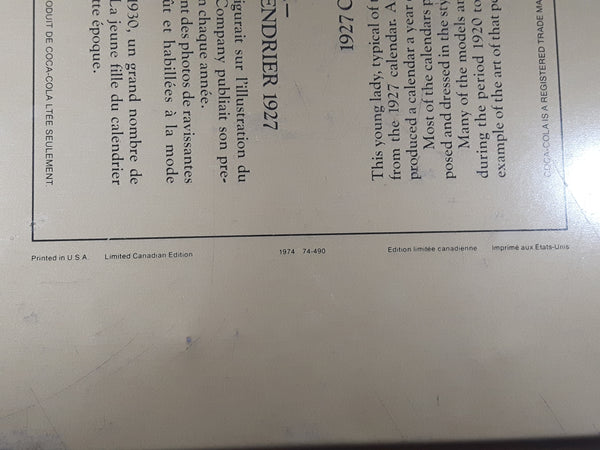 ENDRIER 1927
igurait sur l'illustration du
Company publiait son pre-
n chaque année.
nt des photos de ravissantes
ût et habillées à la mode
930, un grand nombre de
La jeune fille du calendrier
tte époque.
ODUIT DE COCA-COLA LTÉE SEULEMENT.
1927 C
This young lady, typical of
from the 1927 calendar. A
produced a calendar a year
Most of the calendars p
posed and dressed in the sty
Many of the models ar
during the period 1920 to
example of the art of that pe
COCA-COLA IS A REGISTERED TRADE MA
Printed in U.S.A. Limited Canadian Edition 1974 74-490 Edition limitée canadienne Imprimé aux États-Unis